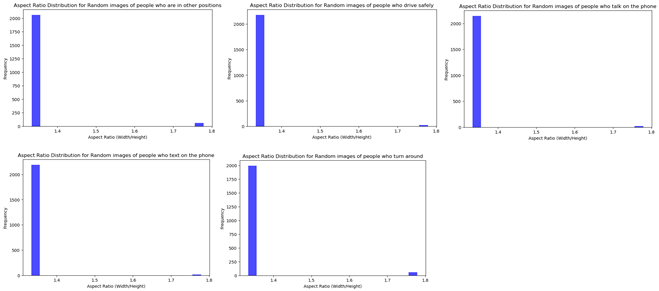 Aspect Ratio Distribution for Random images of people who are in other positions
2000
1750
1500
1250
1000
750
500
250
0
Frequency
1.4 1.5 1.6 1.7 1.8
Aspect Ratio (Width/Height)
Aspect Ratio Distribution for Random images of people who drive safely
2000
1500
1000
500
0
Frequency
1.4 1.5 1.6 1.7 1.8
Aspect Ratio (Width/Height)
Aspect Ratio Distribution for Random images of people who talk on the phone
2000
1500
1000
500
0
Frequency
1.4 1.5 1.6 1.7 1.8
Aspect Ratio (Width/Height)
Aspect Ratio Distribution for Random images of people who text on the phone
2000
1500
1000
500
0
Frequency
1.4 1.5 1.6 1.7 1.8
Aspect Ratio (Width/Height)
Aspect Ratio Distribution for Random images of people who turn around
2000
1750
1500
1250
1000
750
500
250
0
Frequency
1.4 1.5 1.6 1.7 1.8
Aspect Ratio (Width/Height)